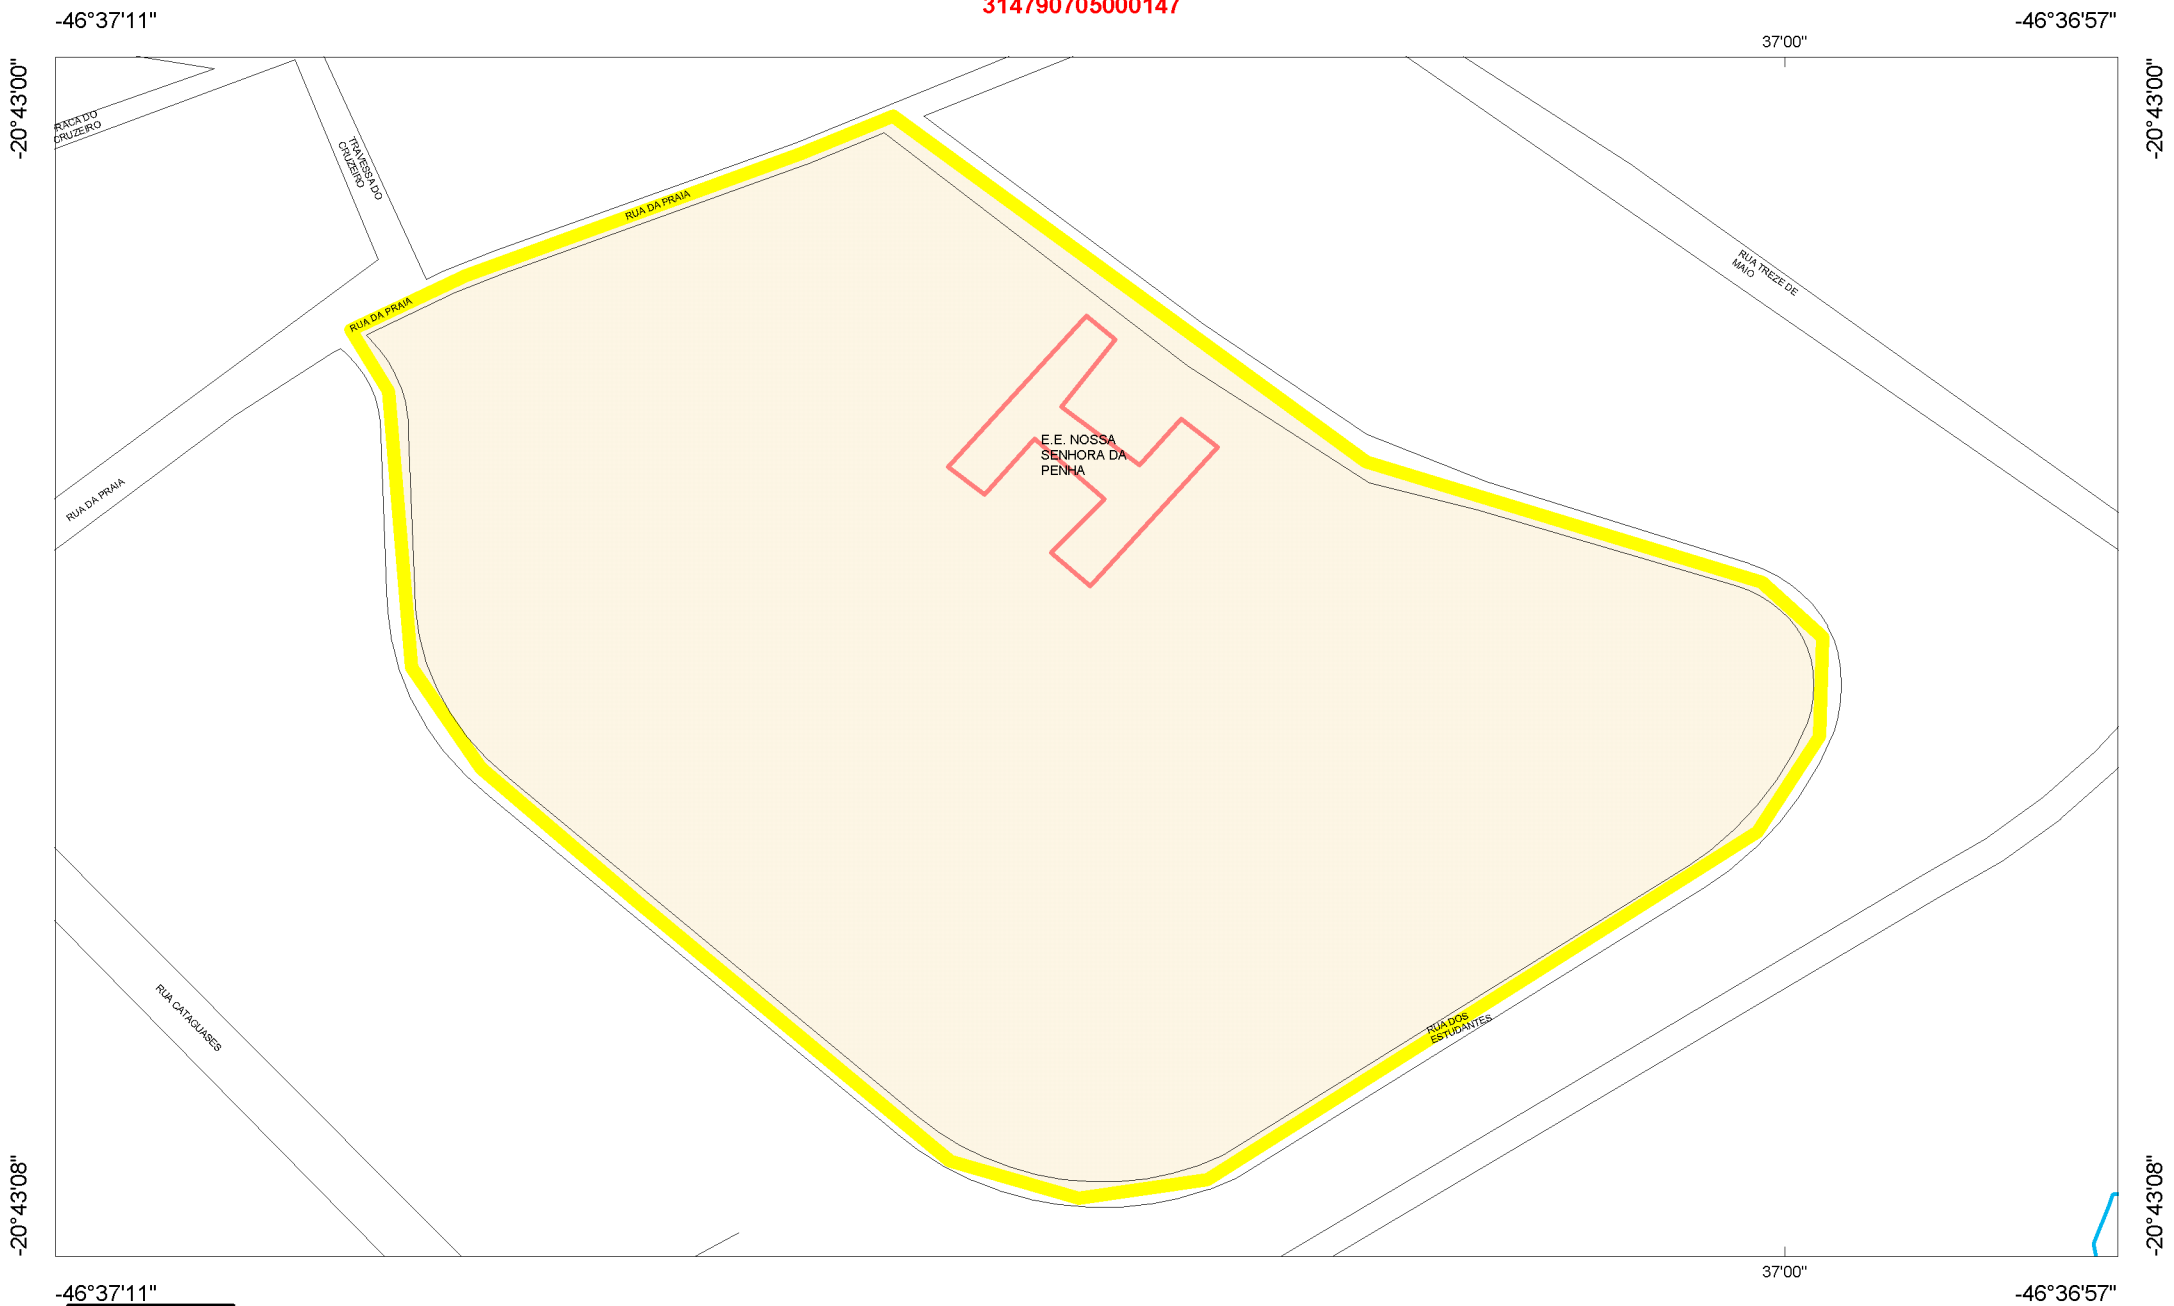 314790705000147
-46°37'11"
-46°36'57"
37'00"
-20°43'00"
-20°43'00"
RACA DO
CRUZEIRO
TRAVESSA DO
CRUZEIRO
RUA DA PRAIA
RUA TREZE DE
MAIO
RUA DA PRAIA
E.E. NOSSA
SENHORA DA
PENHA
RUA DA PRAIA
RUA CATAGUASES
RUA DOS
ESTUDANTES
-20°43'08"
-20°43'08"
37'00"
-46°37'11"
-46°36'57"